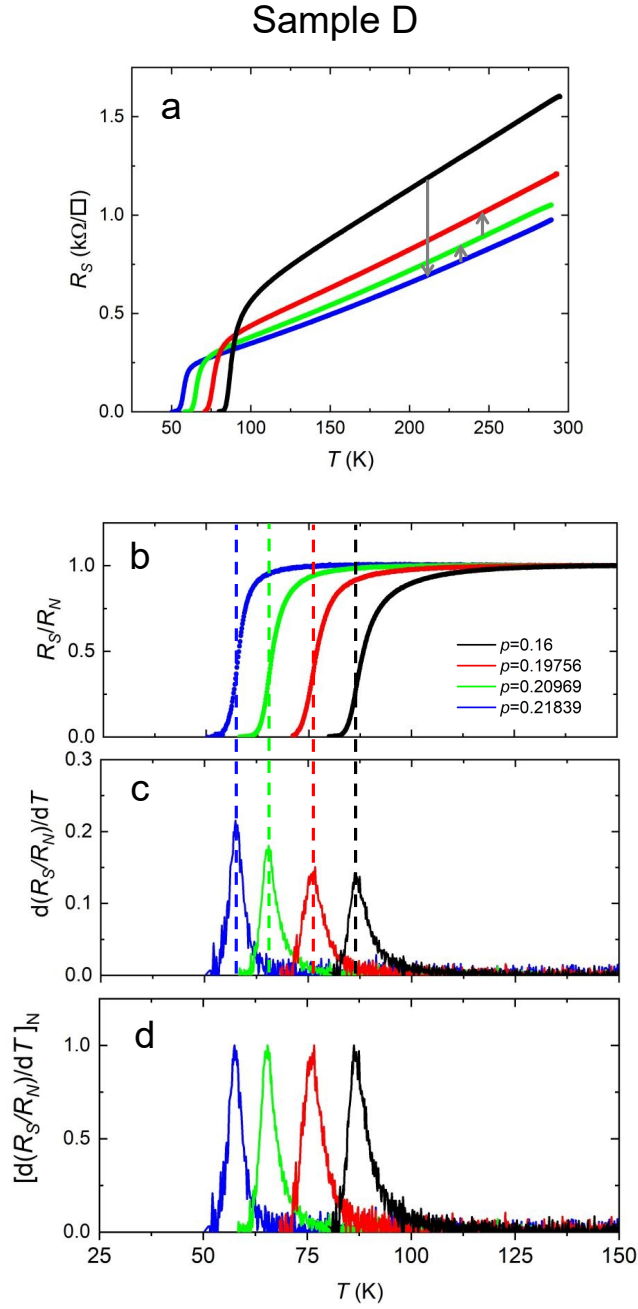 Sample D
a
R_S (kΩ/□)
1.5
1.0
0.5
0.0
50 100 150 200 250 300
T (K)
b
R_S/R_N
1.0
0.5
0.0
p=0.16
p=0.19756
p=0.20969
p=0.21839
c
d(R_S/R_N)/dT
0.3
0.2
0.1
0.0
d
[d(R_S/R_N)/dT]_N
1.0
0.5
0.0
25 50 75 100 125 150
T (K)